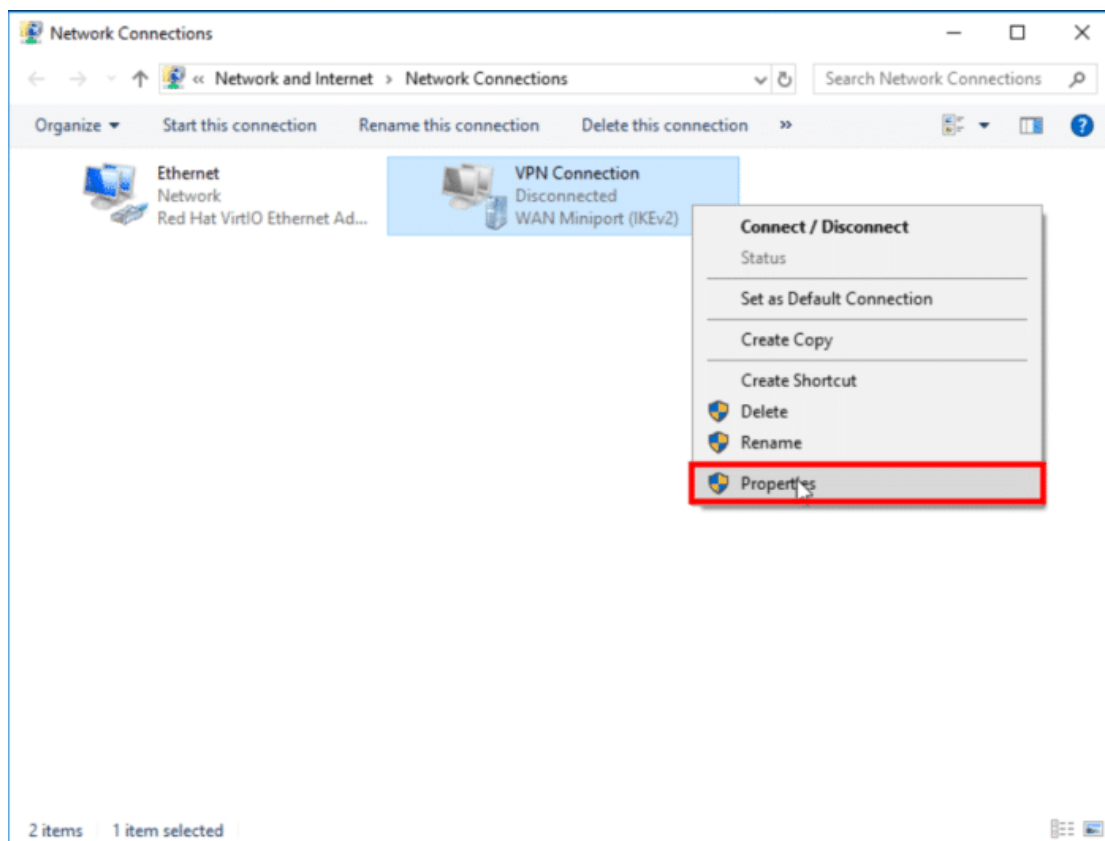 Network Connections
« Network and Internet › Network Connections
Search Network Connections
Organize Start this connection Rename this connection Delete this connection »
Ethernet
Network
Red Hat VirtIO Ethernet Ad...
VPN Connection
Disconnected
WAN Miniport (IKEv2)
Connect / Disconnect
Status
Set as Default Connection
Create Copy
Create Shortcut
Delete
Rename
Properties
2 items 1 item selected